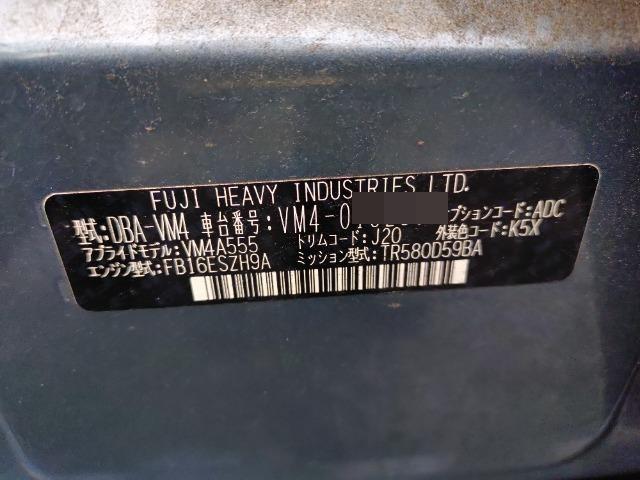 FUJI HEAVY INDUSTRIES LTD.
型式:DBA-VM4 車台番号:VM4-0 プションコード:ADC
アプライドモデル:VM4A555 トリムコード:J20 外装色コード:K5X
エンジン型式:FB16ESZH9A ミッション型式:TR580D59BA